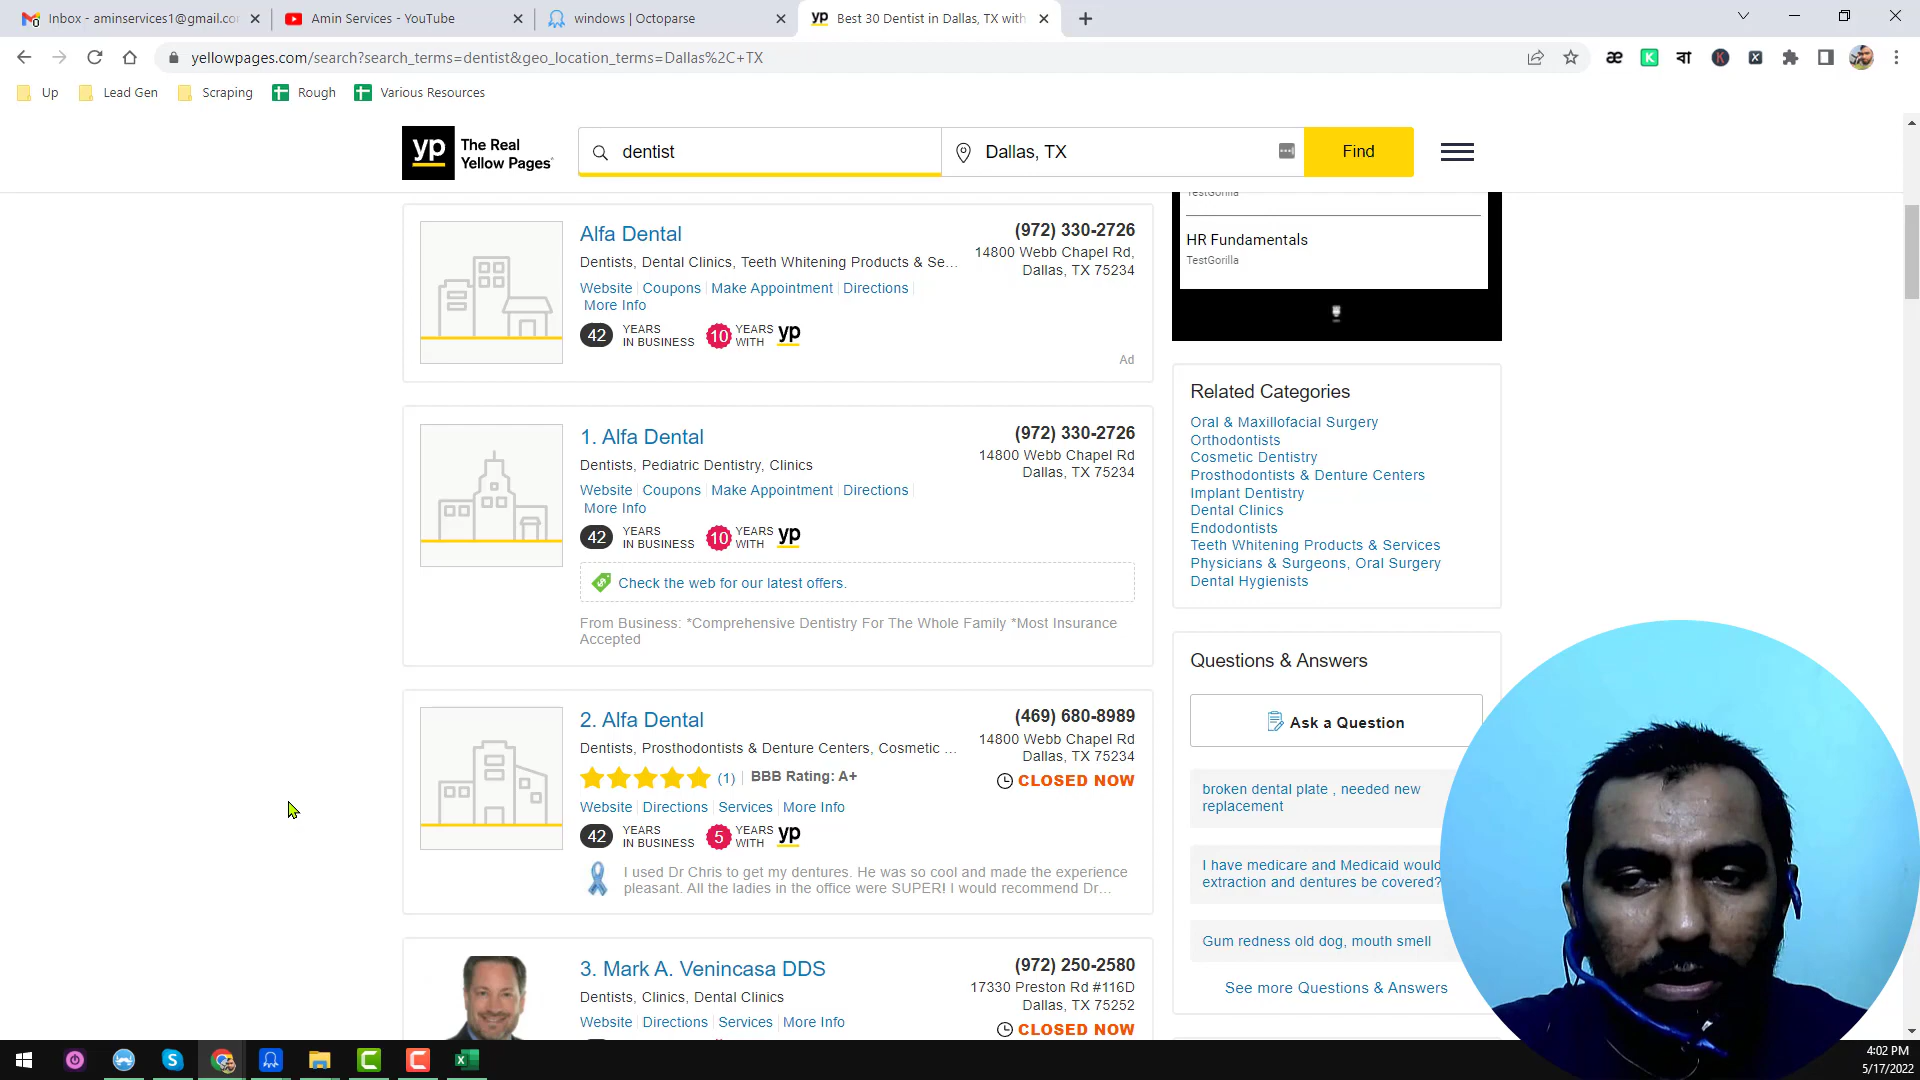 Inbox - aminservices1@gmail.co
Amin Services - YouTube
windows | Octoparse
yp Best 30 Dentist in Dallas, TX with
yellowpages.com/search?search_terms=dentist&geo_location_terms=Dallas%2C+TX
Up
Lead Gen
Scraping
Rough
Various Resources
yp The Real
Yellow Pages
dentist
Dallas, TX
Find
Alfa Dental
(972) 330-2726
Dentists, Dental Clinics, Teeth Whitening Products & Se...
14800 Webb Chapel Rd,
Dallas, TX 75234
Website Coupons Make Appointment Directions
More Info
42 YEARS IN BUSINESS 10 YEARS WITH yp
Ad
1. Alfa Dental
(972) 330-2726
Dentists, Pediatric Dentistry, Clinics
14800 Webb Chapel Rd
Dallas, TX 75234
Website Coupons Make Appointment Directions
More Info
42 YEARS IN BUSINESS 10 YEARS WITH yp
Check the web for our latest offers.
From Business: *Comprehensive Dentistry For The Whole Family *Most Insurance
Accepted
2. Alfa Dental
(469) 680-8989
Dentists, Prosthodontists & Denture Centers, Cosmetic ...
14800 Webb Chapel Rd
Dallas, TX 75234
(1) BBB Rating: A+
CLOSED NOW
Website Directions Services More Info
42 YEARS IN BUSINESS 5 YEARS WITH yp
I used Dr Chris to get my dentures. He was so cool and made the experience
pleasant. All the ladies in the office were SUPER! I would recommend Dr...
3. Mark A. Venincasa DDS
(972) 250-2580
Dentists, Clinics, Dental Clinics
17330 Preston Rd #116D
Dallas, TX 75252
Website Directions Services More Info
CLOSED NOW
TestGorilla
HR Fundamentals
TestGorilla
Related Categories
Oral & Maxillofacial Surgery
Orthodontists
Cosmetic Dentistry
Prosthodontists & Denture Centers
Implant Dentistry
Dental Clinics
Endodontists
Teeth Whitening Products & Services
Physicians & Surgeons, Oral Surgery
Dental Hygienists
Questions & Answers
Ask a Question
broken dental plate , needed new
replacement
I have medicare and Medicaid would
extraction and dentures be covered?
Gum redness old dog, mouth smell
See more Questions & Answers
4:02 PM
5/17/2022